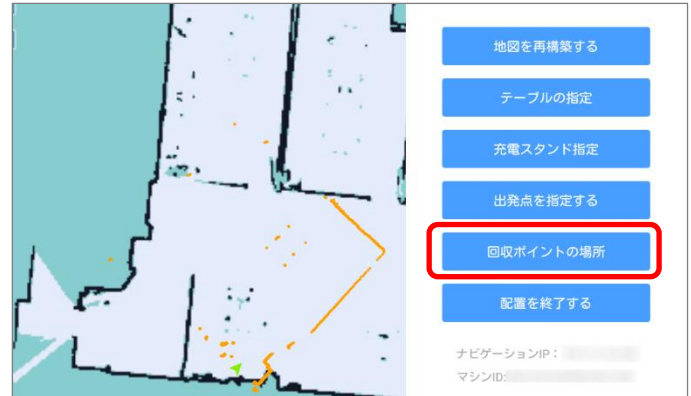 地図を再構築する
テーブルの指定
充電スタンド指定
出発点を指定する
回収ポイントの場所
配置を終了する
ナビゲーションIP：
マシンID: